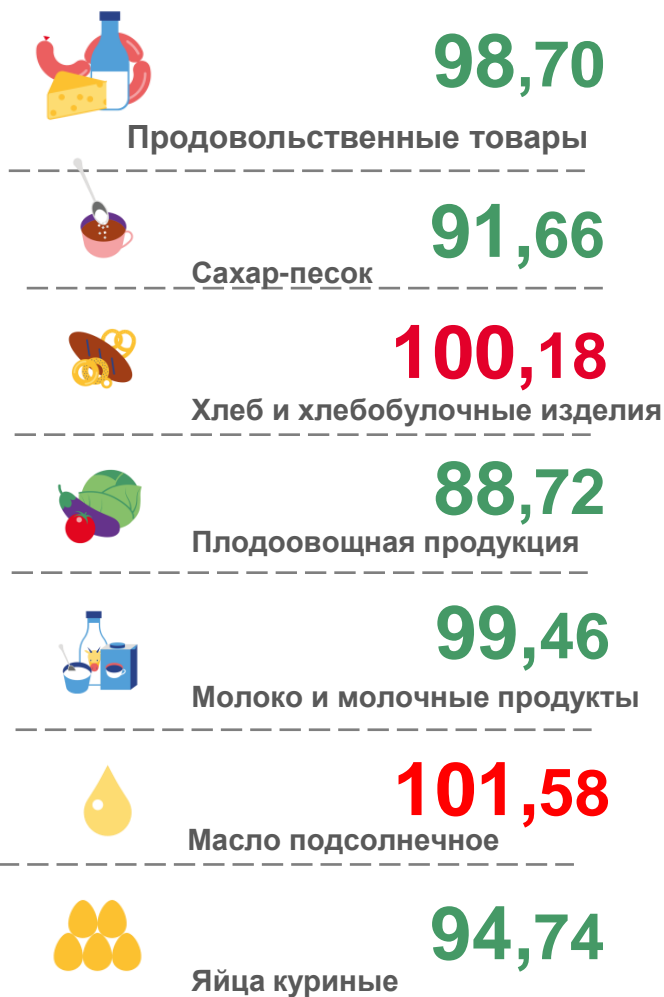 98,70
Продовольственные товары
91,66
Сахар-песок
100,18
Хлеб и хлебобулочные изделия
88,72
Плодоовощная продукция
99,46
Молоко и молочные продукты
101,58
Масло подсолнечное
94,74
Яйца куриные